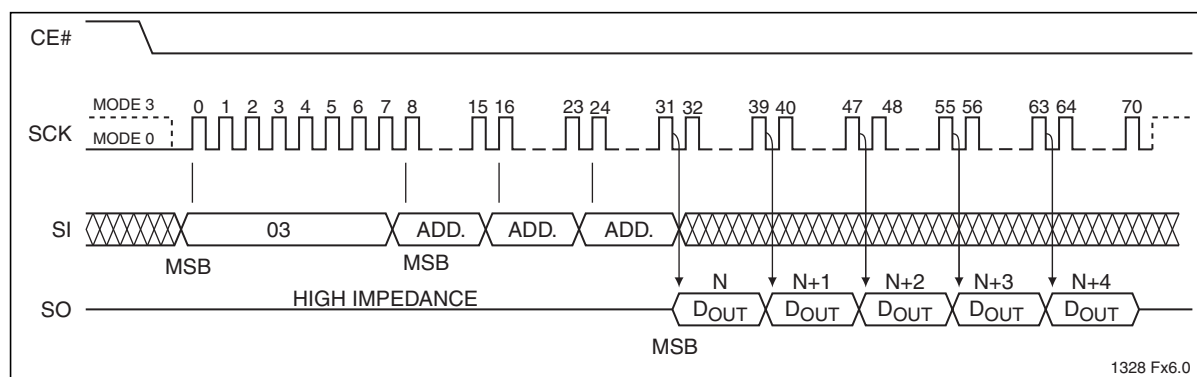 CE#
MODE 3
0 1 2 3 4 5 6 7 8 15 16 23 24 31 32 39 40 47 48 55 56 63 64 70
SCK
MODE 0
SI 03 ADD. ADD. ADD.
MSB MSB
N N+1 N+2 N+3 N+4
SO HIGH IMPEDANCE DOUT DOUT DOUT DOUT DOUT
MSB
1328 Fx6.0